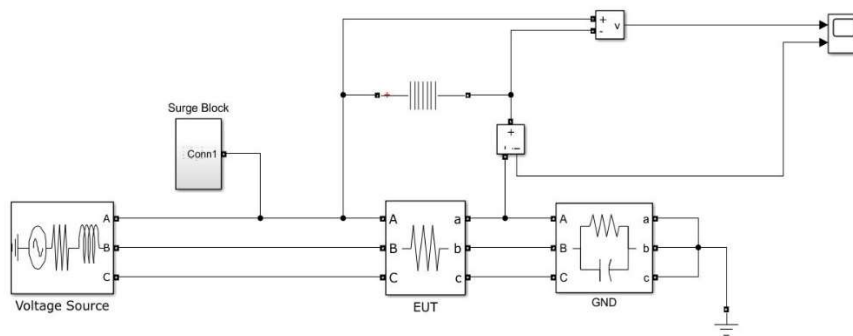 +
-
v
Surge Block
Conn1
+
+
- i
A
B
C
Voltage Source
A
B
C
a
b
c
EUT
A
B
C
a
b
c
GND